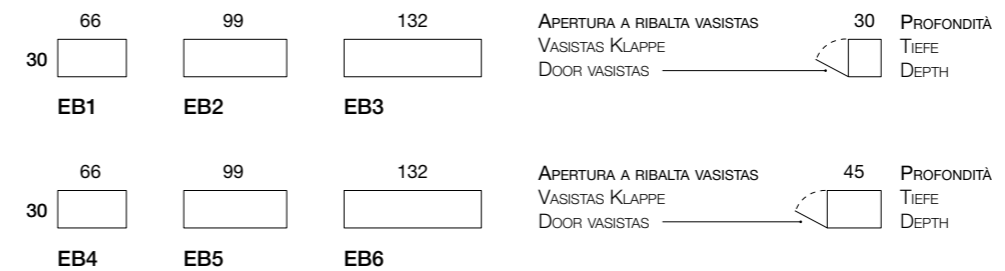 66 99 132 APERTURA A RIBALTA VASISTAS 30 PROFONDITÀ
30 VASISTAS KLAPPE TIEFE
DOOR VASISTAS DEPTH
EB1 EB2 EB3
66 99 132 APERTURA A RIBALTA VASISTAS 45 PROFONDITÀ
30 VASISTAS KLAPPE TIEFE
DOOR VASISTAS DEPTH
EB4 EB5 EB6